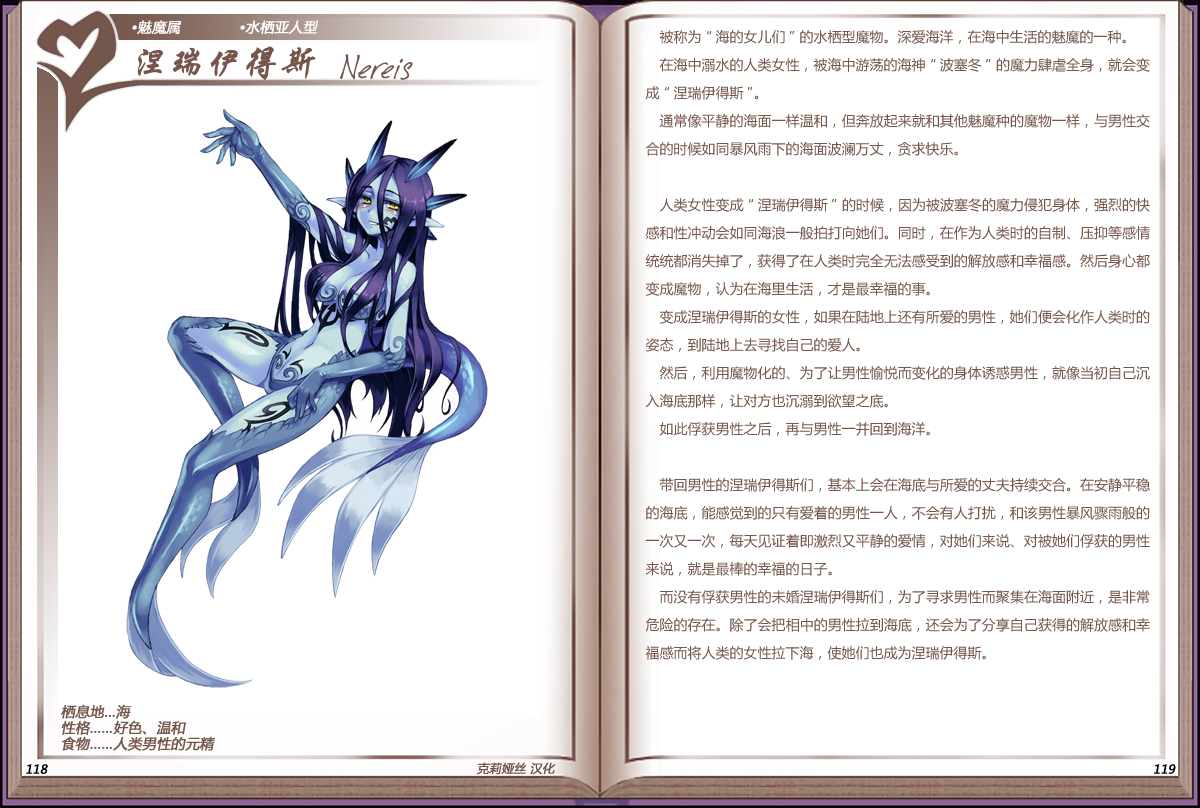 •魅魔属 •水栖亚人型
涅瑞伊得斯 Nereis
栖息地...海
性格......好色、温和
食物......人类男性的元精
118
克莉娅丝 汉化
被称为“海的女儿们”的水栖型魔物。深爱海洋，在海中生活的魅魔的一种。
在海中溺水的人类女性，被海中游荡的海神“波塞冬”的魔力肆虐全身，就会变
成“涅瑞伊得斯”。
通常像平静的海面一样温和，但奔放起来就和其他魅魔种的魔物一样，与男性交
合的时候如同暴风雨下的海面波澜万丈，贪求快乐。
人类女性变成“涅瑞伊得斯”的时候，因为被波塞冬的魔力侵犯身体，强烈的快
感和性冲动会如同海浪一般拍打向她们。同时，在作为人类时的自制、压抑等感情
统统都消失掉了，获得了在人类时完全无法感受到的解放感和幸福感。然后身心都
变成魔物，认为在海里生活，才是最幸福的事。
变成涅瑞伊得斯的女性，如果在陆地上还有所爱的男性，她们便会化作人类时的
姿态，到陆地上去寻找自己的爱人。
然后，利用魔物化的、为了让男性愉悦而变化的身体诱惑男性，就像当初自己沉
入海底那样，让对方也沉溺到欲望之底。
如此俘获男性之后，再与男性一并回到海洋。
带回男性的涅瑞伊得斯们，基本上会在海底与所爱的丈夫持续交合。在安静平稳
的海底，能感觉到的只有爱着的男性一人，不会有人打扰，和该男性暴风骤雨般的
一次又一次，每天见证着即激烈又平静的爱情，对她们来说、对被她们俘获的男性
来说，就是最棒的幸福的日子。
而没有俘获男性的未婚涅瑞伊得斯们，为了寻求男性而聚集在海面附近，是非常
危险的存在。除了会把相中的男性拉到海底，还会为了分享自己获得的解放感和幸
福感而将人类的女性拉下海，使她们也成为涅瑞伊得斯。
119